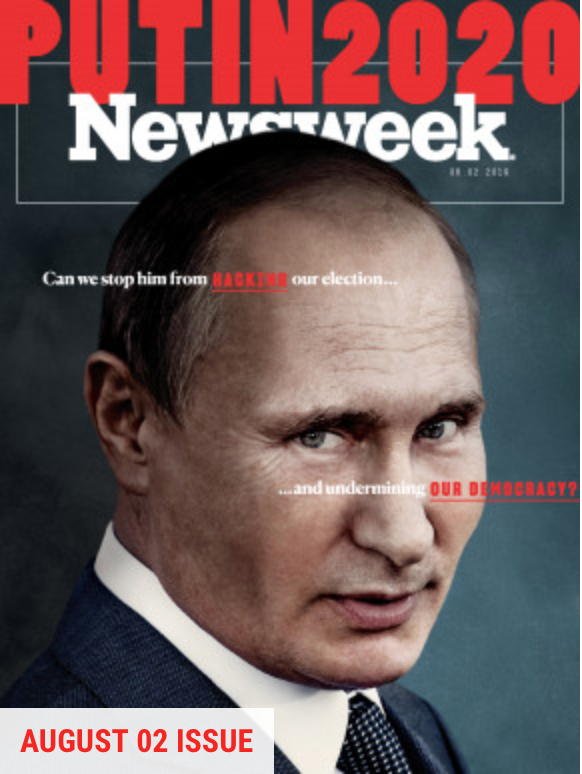 PUTIN2020
Newsweek
Can we stop him from HACKING our election...
...and undermining OUR DEMOCRACY?
AUGUST 02 ISSUE